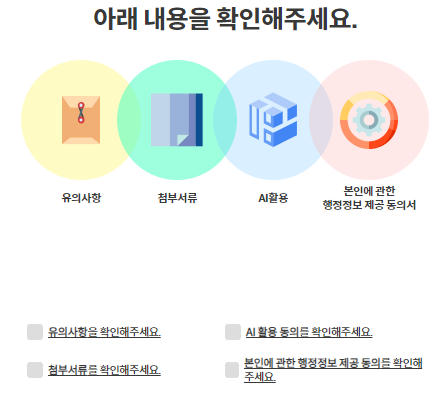 아래 내용을 확인해주세요.
유의사항
첨부서류
AI활용
본인에 관한
행정정보 제공 동의서
유의사항을 확인해주세요.
AI 활용 동의를 확인해주세요.
첨부서류를 확인해주세요.
본인에 관한 행정정보 제공 동의를 확인해
주세요.